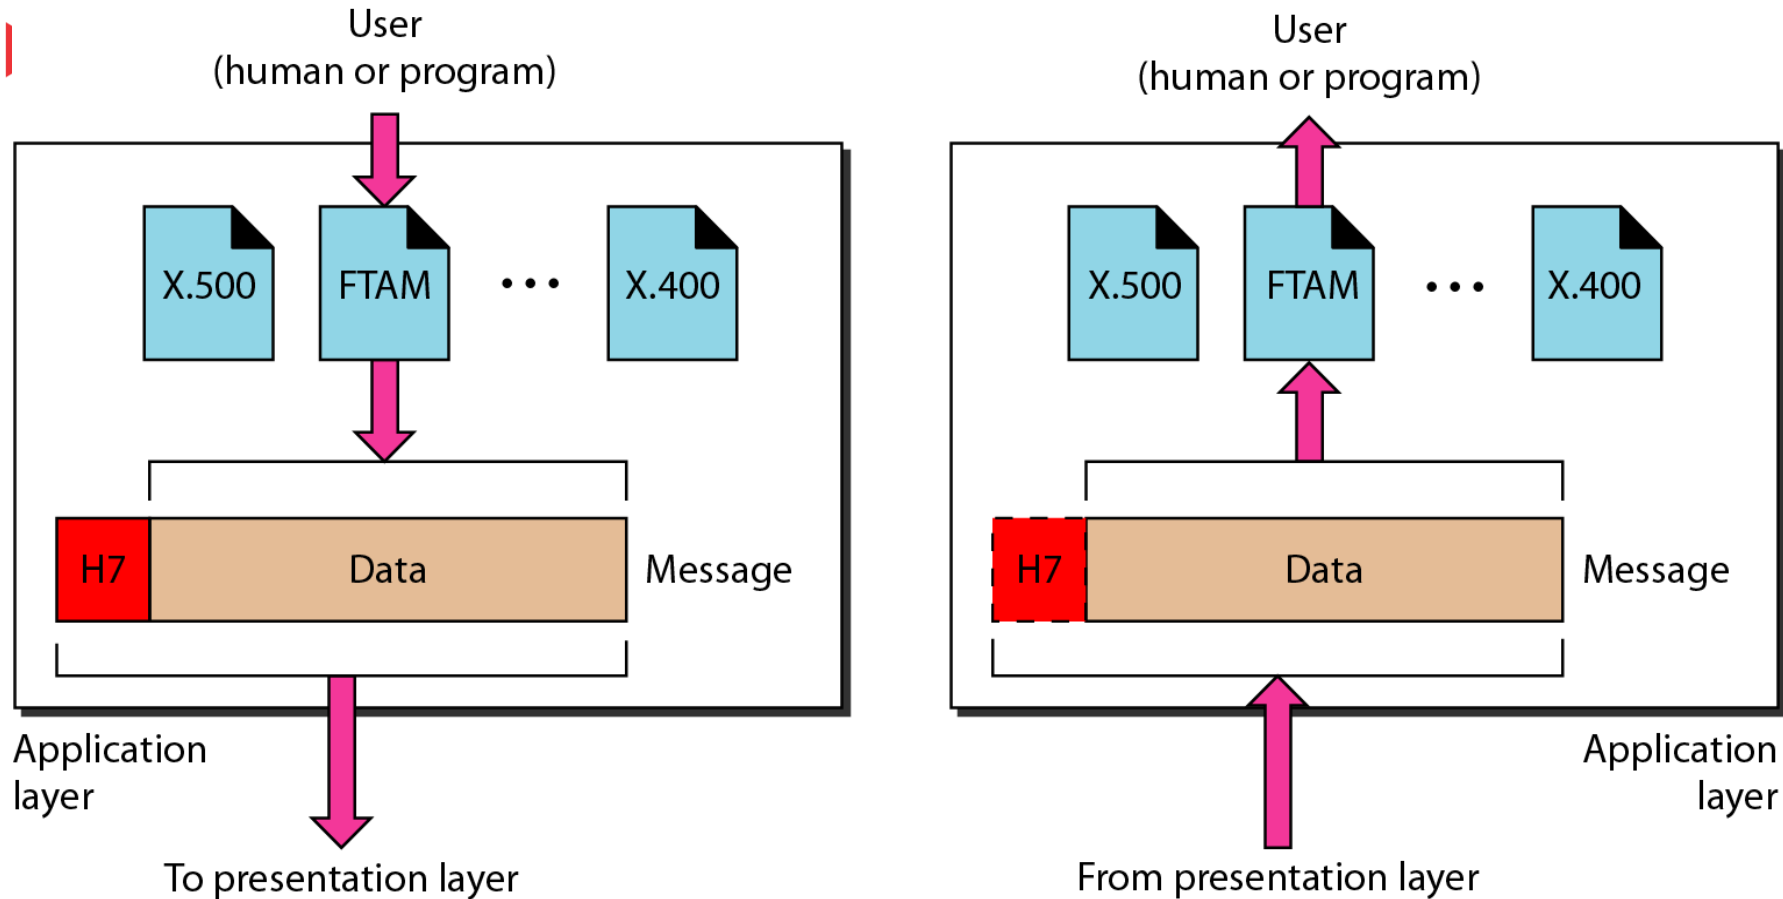 User
(human or program)
X.500
FTAM
...
X.400
H7
Data
Message
Application
layer
To presentation layer
User
(human or program)
X.500
FTAM
...
X.400
H7
Data
Message
Application
layer
From presentation layer